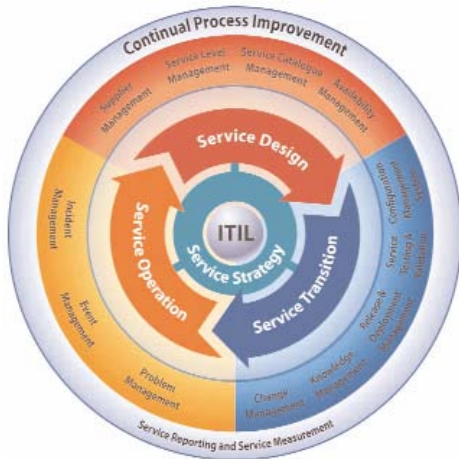 Continual Process Improvement
Supplier
Management
Service Level
Management
Service Catalogue
Management
Availability
Management
Service Design
Configuration
Management
System
Service
Testing &
Validation
Release &
Deployment
Management
Knowledge
Management
Change
Management
Service Transition
ITIL
Service Strategy
Service Operation
Incident
Management
Event
Management
Problem
Management
Service Reporting and Service Measurement